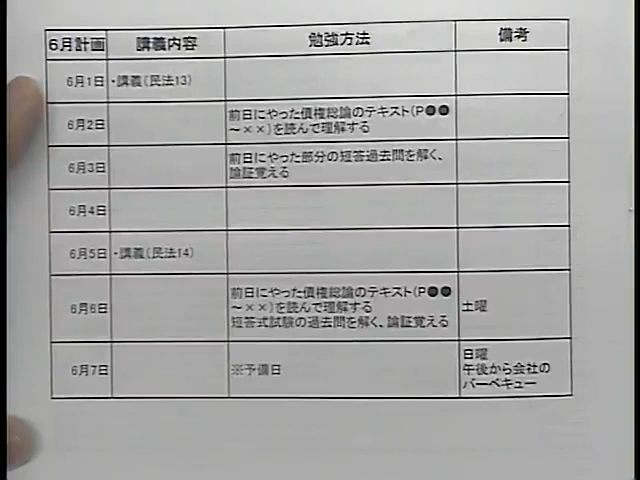 6月計画 講義内容 勉強方法 備考
6月1日 ・講義(民法13)
6月2日 前日にやった債権総論のテキスト(P●●
～××)を読んで理解する
6月3日 前日にやった部分の短答過去問を解く、
論証覚える
6月4日
6月5日 ・講義(民法14)
6月6日 前日にやった債権総論のテキスト(P●●
～××)を読んで理解する
短答式試験の過去問を解く、論証覚える
土曜
6月7日 ※予備日
日曜
午後から会社の
バーベキュー